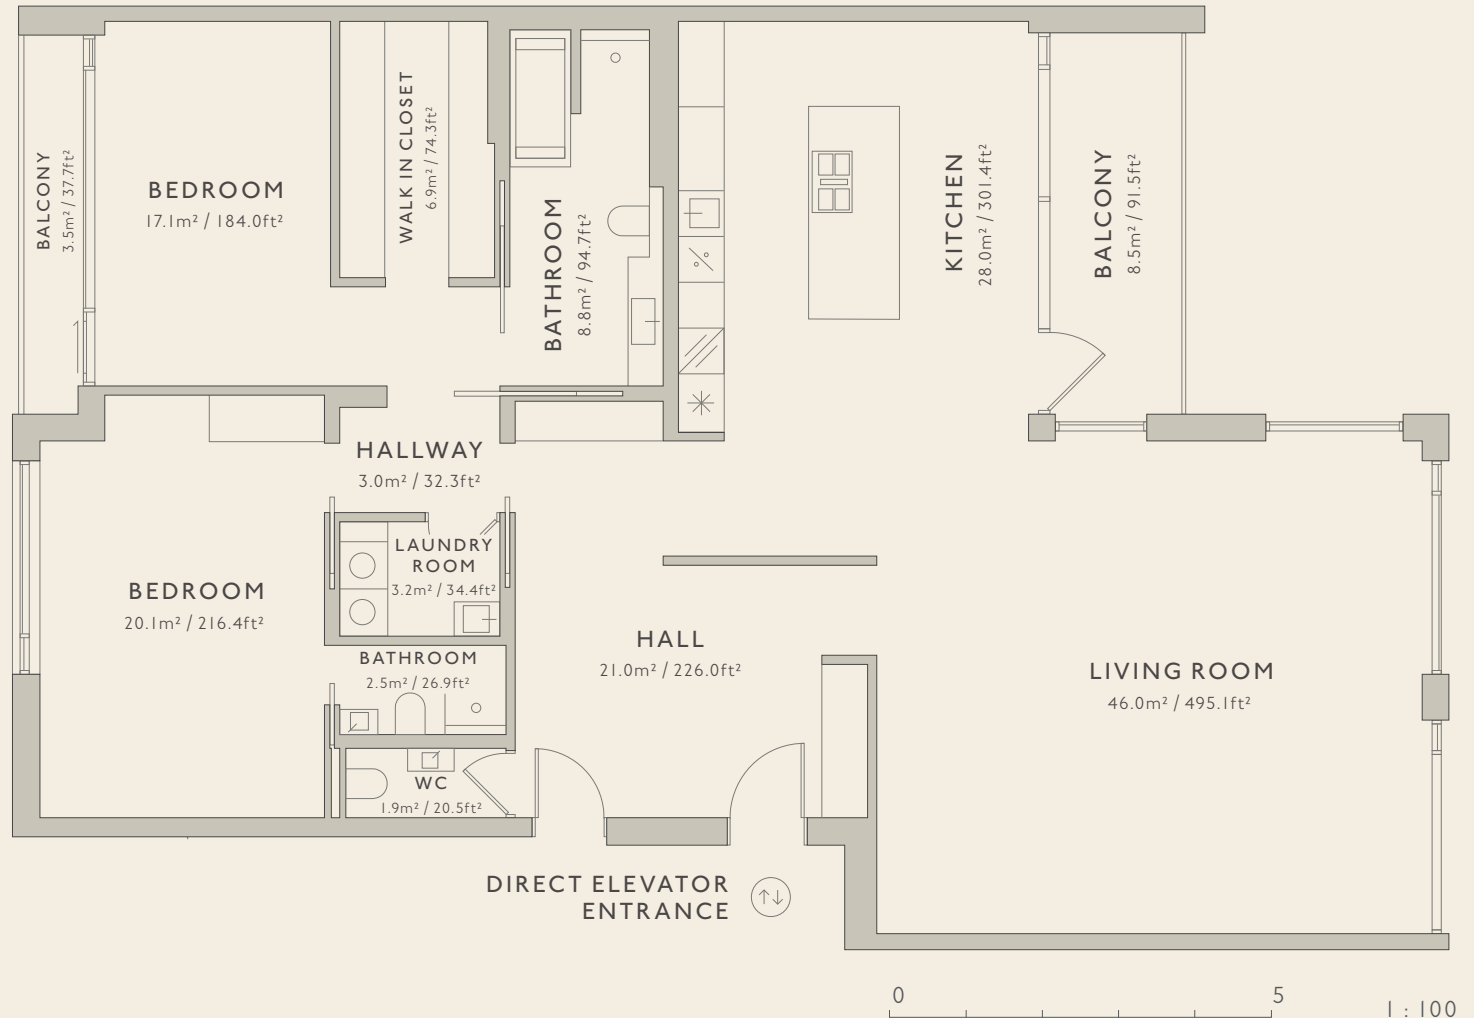 BALCONY
3.5m² / 37.7ft²
BEDROOM
17.1m² / 184.0ft²
WALK IN CLOSET
6.9m² / 74.3ft²
BATHROOM
8.8m² / 94.7ft²
KITCHEN
28.0m² / 301.4ft²
BALCONY
8.5m² / 91.5ft²
HALLWAY
3.0m² / 32.3ft²
LAUNDRY
ROOM
3.2m² / 34.4ft²
BEDROOM
20.1m² / 216.4ft²
BATHROOM
2.5m² / 26.9ft²
HALL
21.0m² / 226.0ft²
LIVING ROOM
46.0m² / 495.1ft²
WC
1.9m² / 20.5ft²
DIRECT ELEVATOR
ENTRANCE
0 5
1 : 100